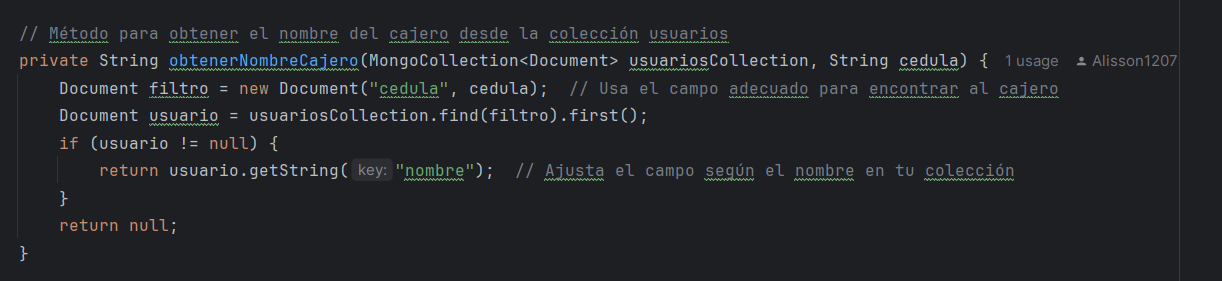 // Método para obtener el nombre del cajero desde la colección usuarios
private String obtenerNombreCajero(MongoCollection<Document> usuariosCollection, String cedula) { 1 usage Alisson1207
Document filtro = new Document("cedula", cedula); // Usa el campo adecuado para encontrar al cajero
Document usuario = usuariosCollection.find(filtro).first();
if (usuario != null) {
return usuario.getString( key: "nombre"); // Ajusta el campo según el nombre en tu colección
}
return null;
}